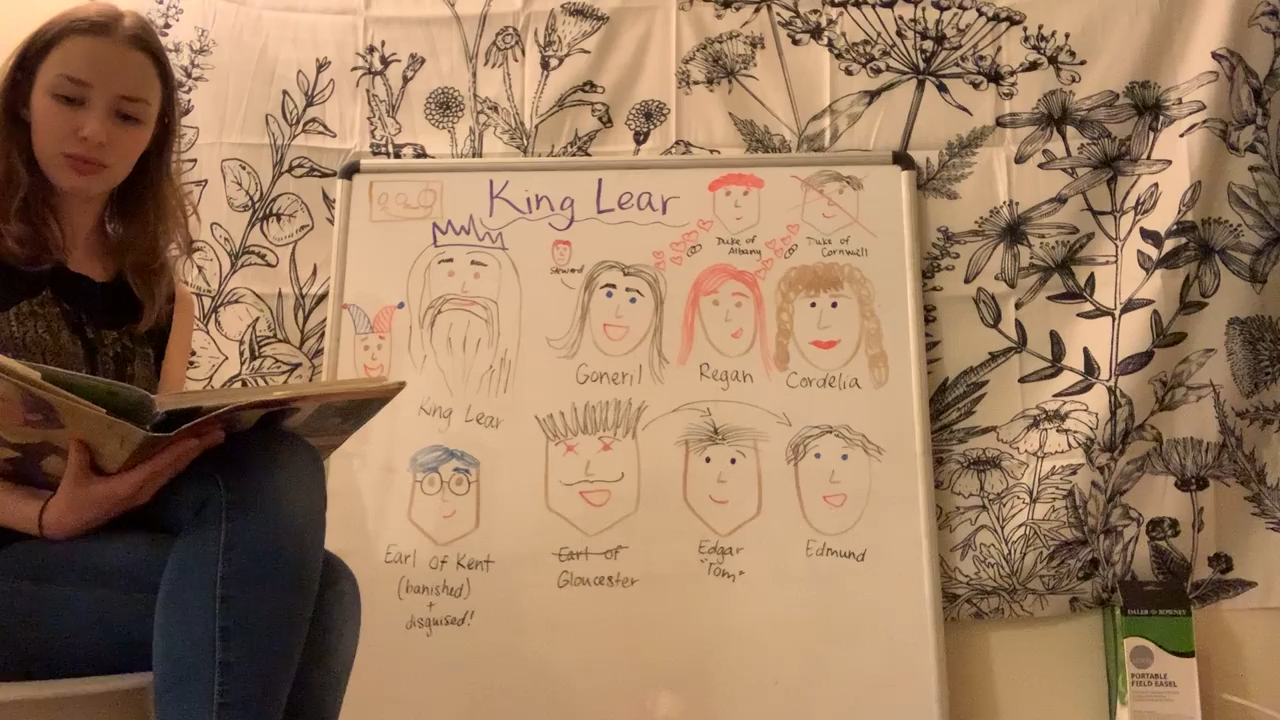 King Lear
Duke of
Albany
Duke of
Cornwell
Steward
Goneril
Regan
Cordelia
King Lear
Earl of Kent
(banished)
+
disguised!
Earl of
Gloucester
Edgar
"Tom"
Edmund
DALER ROWNEY
PORTABLE
FIELD EASEL